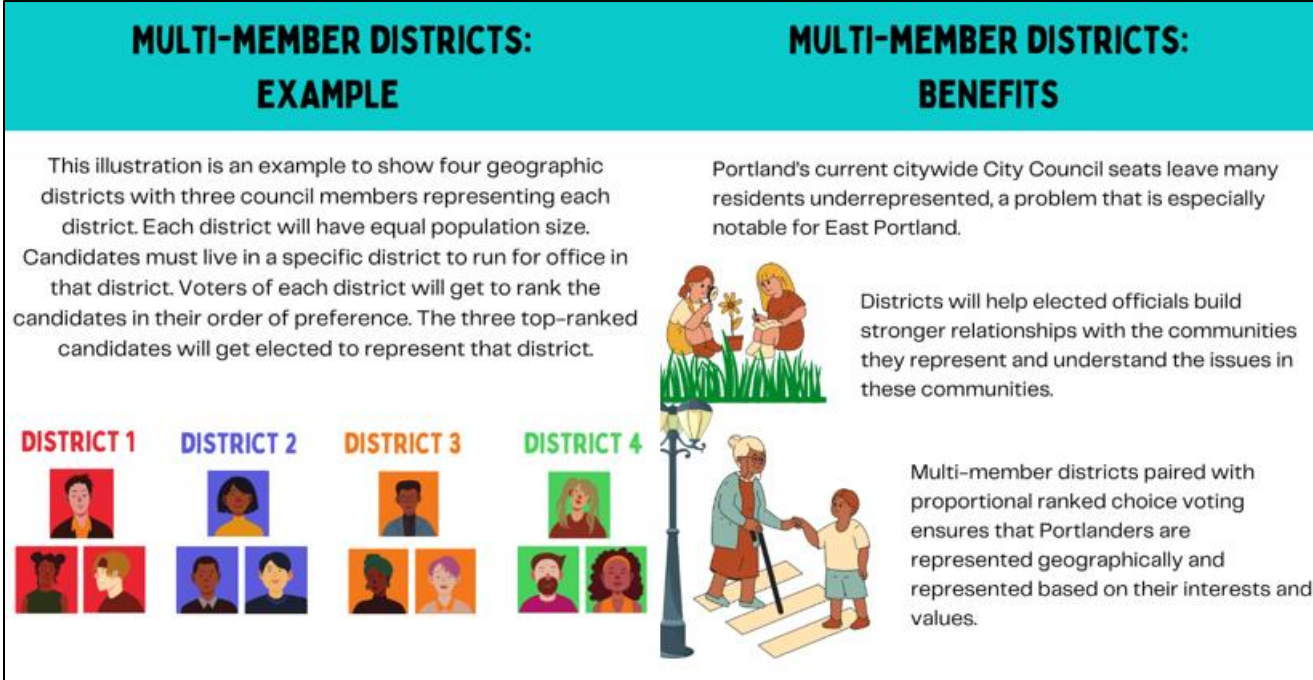 MULTI-MEMBER DISTRICTS:
EXAMPLE
This illustration is an example to show four geographic
districts with three council members representing each
district. Each district will have equal population size.
Candidates must live in a specific district to run for office in
that district. Voters of each district will get to rank the
candidates in their order of preference. The three top-ranked
candidates will get elected to represent that district.
DISTRICT 1
DISTRICT 2
DISTRICT 3
DISTRICT 4
MULTI-MEMBER DISTRICTS:
BENEFITS
Portland's current citywide City Council seats leave many
residents underrepresented, a problem that is especially
notable for East Portland.
Districts will help elected officials build
stronger relationships with the communities
they represent and understand the issues in
these communities.
Multi-member districts paired with
proportional ranked choice voting
ensures that Portlanders are
represented geographically and
represented based on their interests and
values.